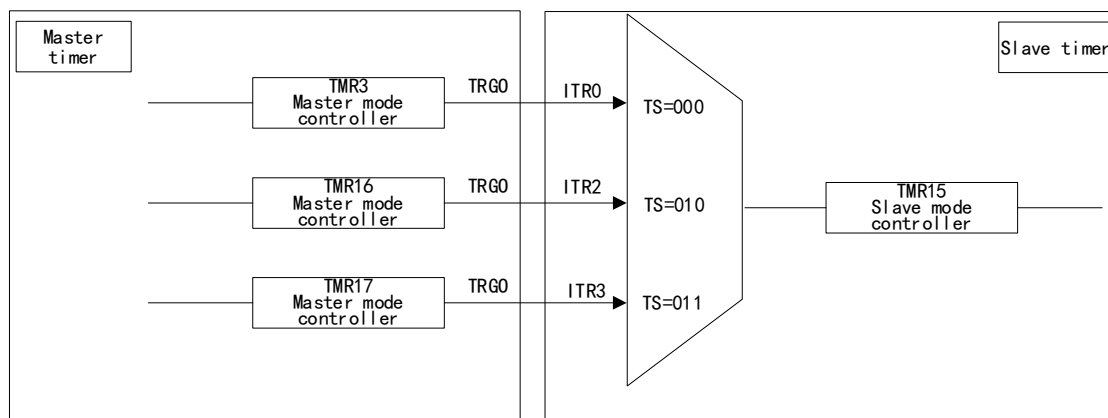 Master
timer
Slave timer
TMR3
Master mode
controller
TRGO
ITR0
TS=000
TMR16
Master mode
controller
TRGO
ITR2
TS=010
TMR15
Slave mode
controller
TMR17
Master mode
controller
TRGO
ITR3
TS=011